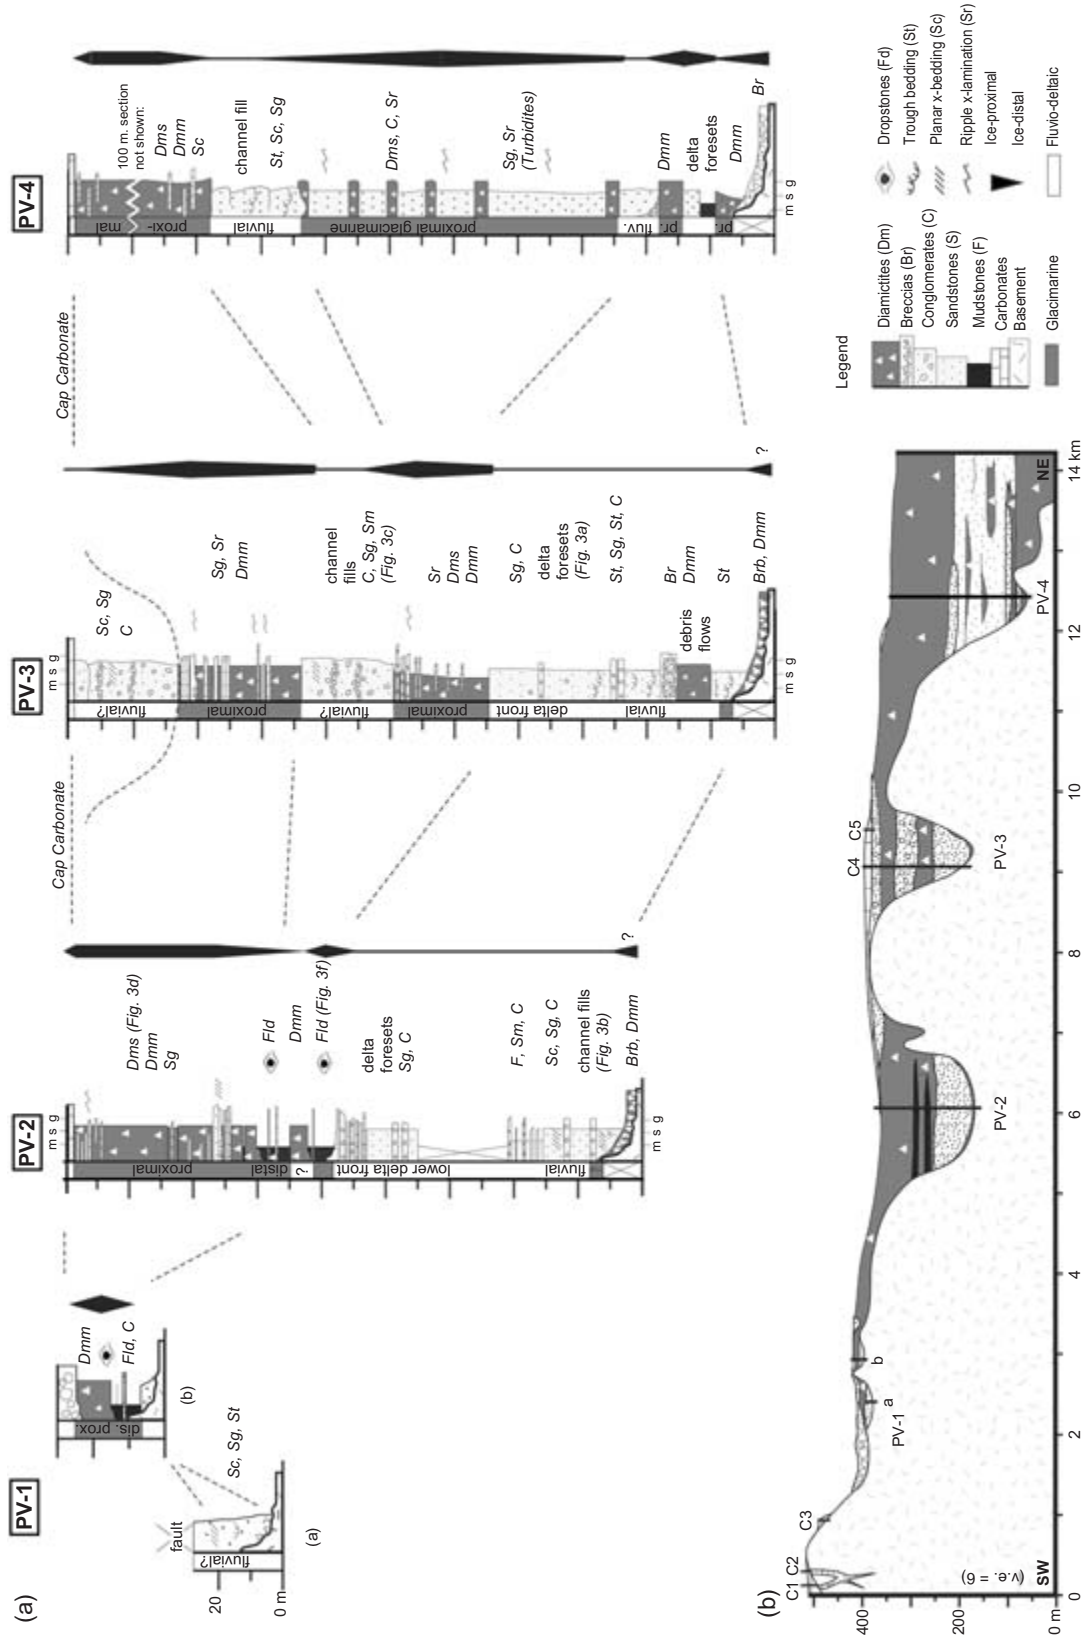 (a)
PV-1
fault
fluvial?
20
0 m
Sc, Sg, St
(a)
dis. prox.
Dmm
Fld, C
(b)
PV-2
proximal
distal
?
lower delta front
fluvial
m s g
m s g
Dms (Fig. 3d)
Dmm
Sg
Fld
Dmm
Fld (Fig. 3f)
delta
foresets
Sg, C
F, Sm, C
Sc, Sg, C
channel fills
(Fig. 3b)
Brb, Dmm
?
Cap Carbonate
PV-3
fluvial?
proximal
fluvial?
proximal
delta front
fluvial
m s g
m s g
Sc, Sg
C
Sg, Sr
Dmm
channel
fills
C, Sg, Sm
(Fig. 3c)
Sr
Dms
Dmm
Sg, C
delta
foresets
(Fig. 3a)
St, Sg, St, C
Br
Dmm
debris
flows
St
Brb, Dmm
?
Cap Carbonate
PV-4
proxi-
mal
fluvial
proximal glacimarine
fluv.
pr.
pr.
m s g
100 m. section
not shown:
Dms
Dmm
Sc
channel fill
St, Sc, Sg
Dms, C, Sr
Sg, Sr
(Turbidites)
Dmm
delta
foresets
Dmm
Br
(b)
C1 C2
C3
PV-1
a
b
PV-2
C4 C5
PV-3
PV-4
SW
NE
(v.e. = 6)
400
200
0 m
0 2 4 6 8 10 12 14 km
Legend
Diamictites (Dm)
Breccias (Br)
Conglomerates (C)
Sandstones (S)
Mudstones (F)
Carbonates
Basement
Glacimarine
Dropstones (Fd)
Trough bedding (St)
Planar x-bedding (Sc)
Ripple x-lamination (Sr)
Ice-proximal
Ice-distal
Fluvio-deltaic